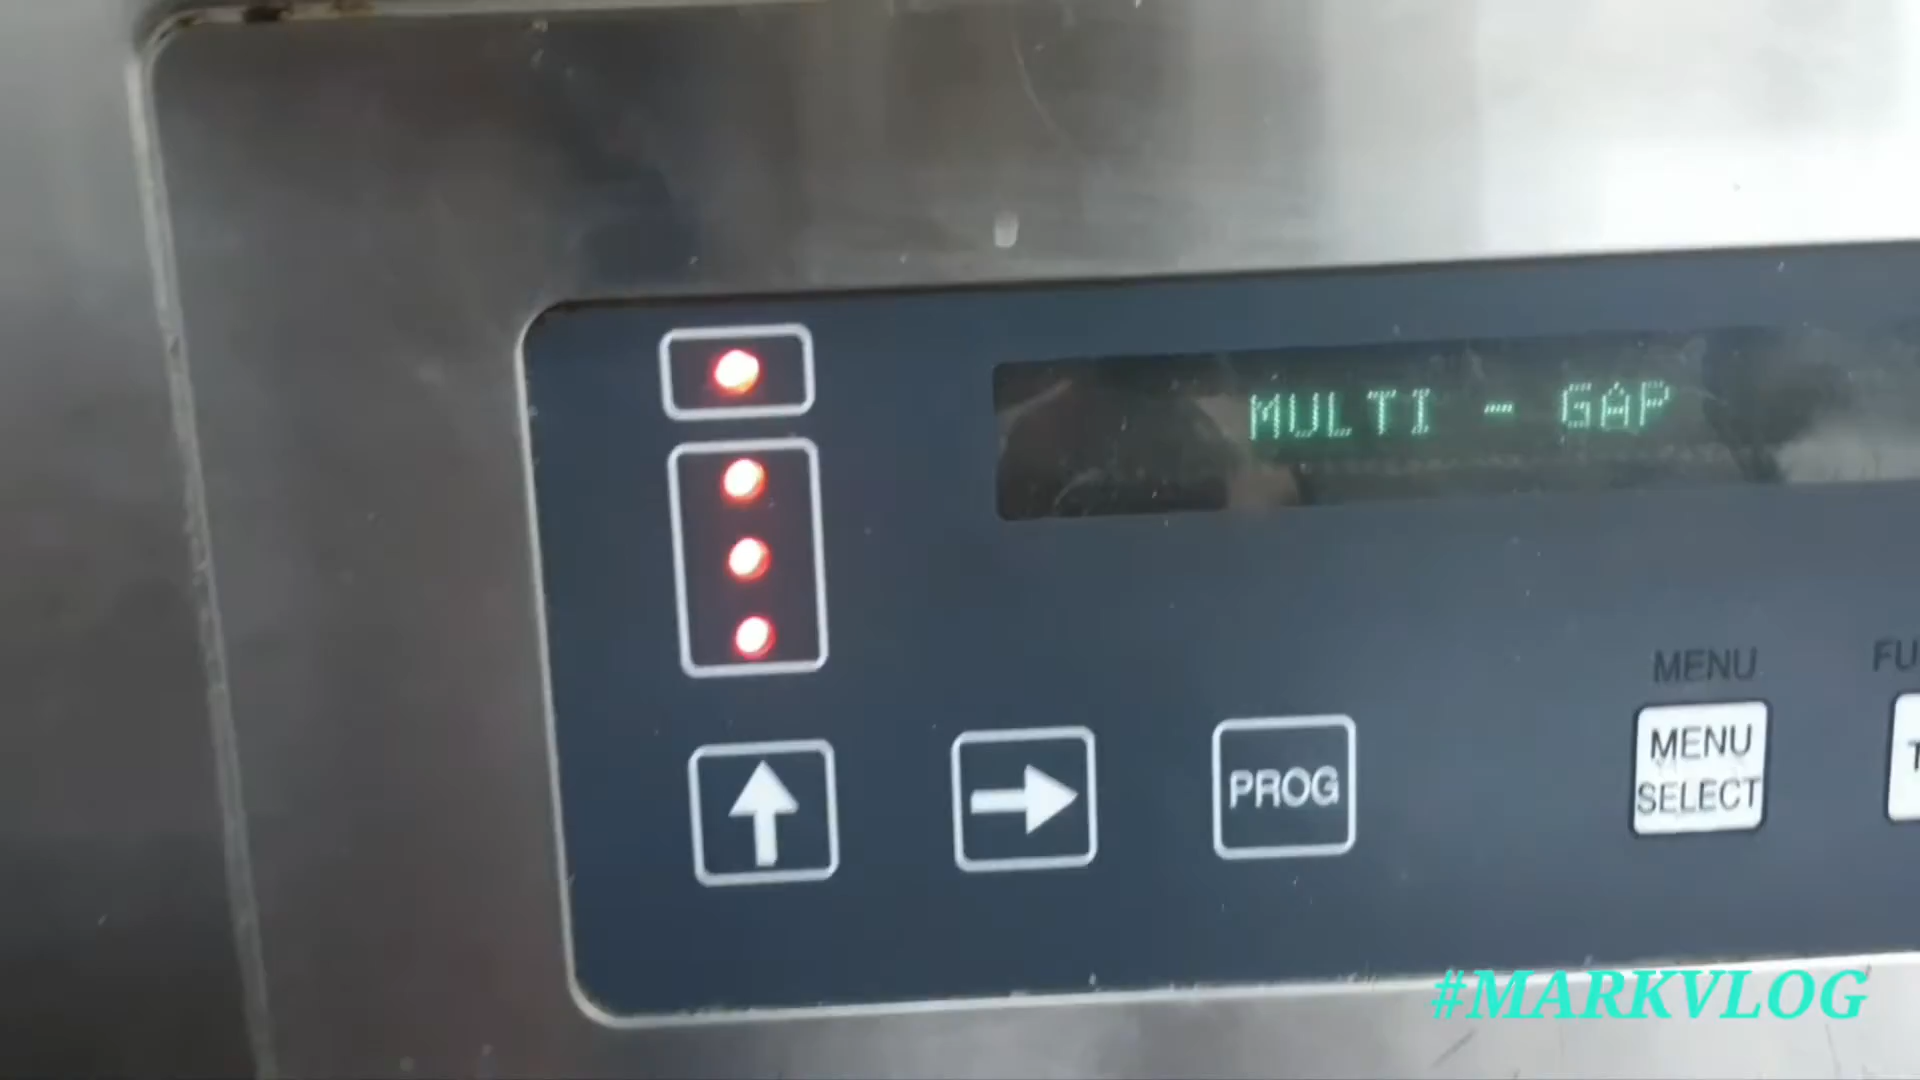 MULTI - GAP
MENU
MENU
SELECT
PROG
#MARKVLOG